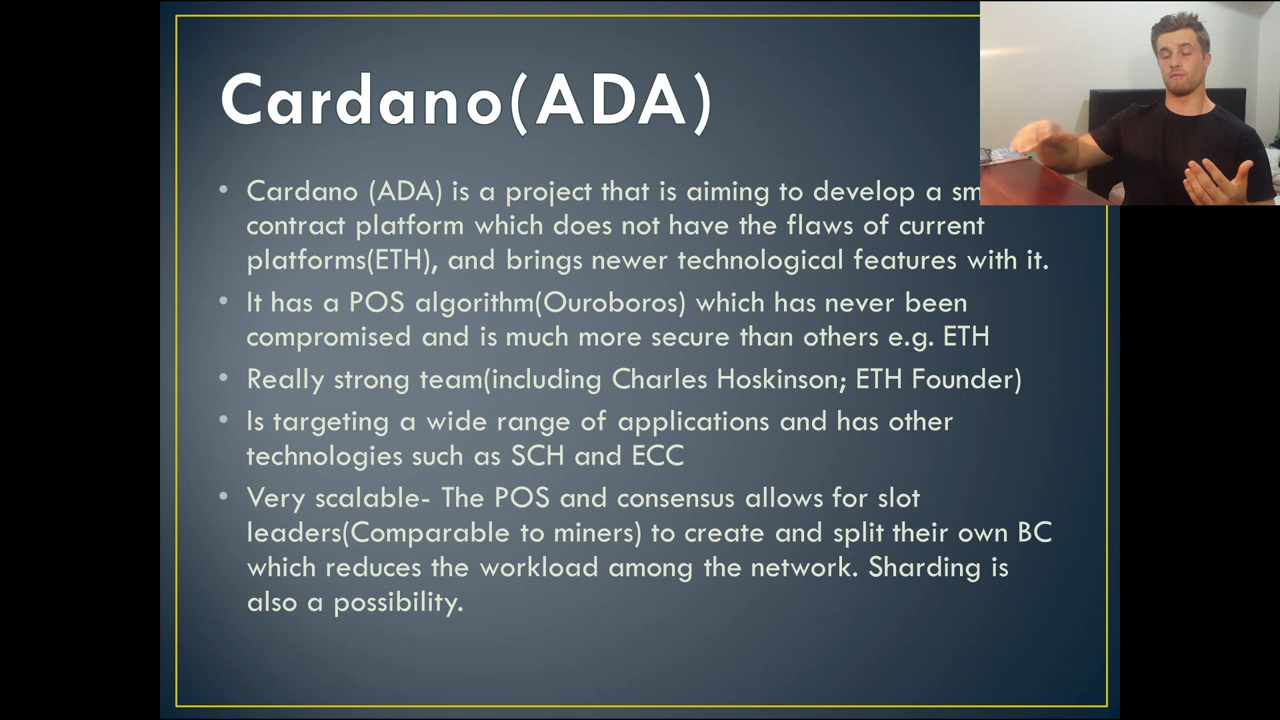 Cardano(ADA)
• Cardano (ADA) is a project that is aiming to develop a
contract platform which does not have the flaws of current
platforms(ETH), and brings newer technological features with it.
• It has a POS algorithm(Ouroboros) which has never been
compromised and is much more secure than others e.g. ETH
• Really strong team(including Charles Hoskinson; ETH Founder)
• Is targeting a wide range of applications and has other
technologies such as SCH and ECC
• Very scalable- The POS and consensus allows for slot
leaders(Comparable to miners) to create and split their own BC
which reduces the workload among the network. Sharding is
also a possibility.